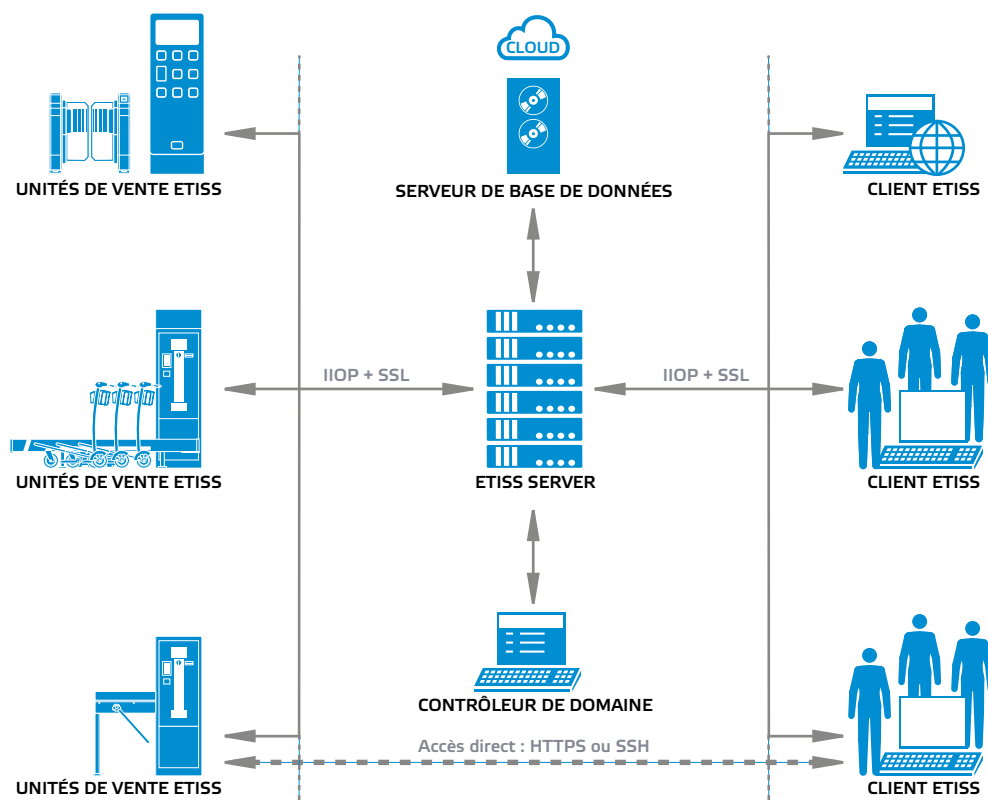 CLOUD
UNITÉS DE VENTE ETISS
SERVEUR DE BASE DE DONNÉES
CLIENT ETISS
IIOP + SSL
IIOP + SSL
UNITÉS DE VENTE ETISS
ETISS SERVER
CLIENT ETISS
CONTRÔLEUR DE DOMAINE
Accès direct : HTTPS ou SSH
UNITÉS DE VENTE ETISS
CLIENT ETISS